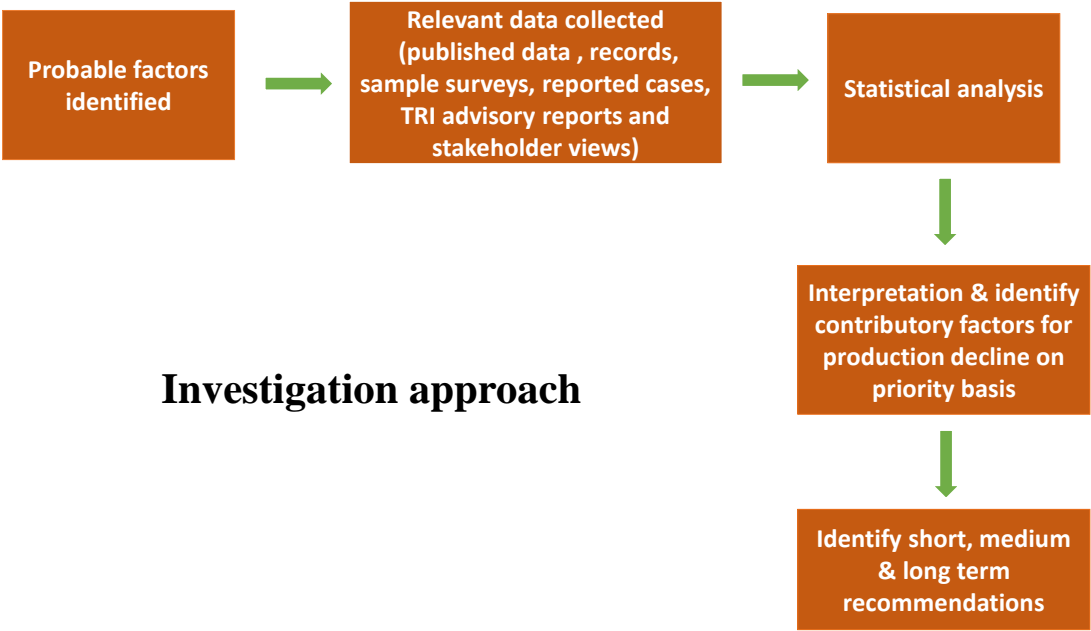 Probable factors
identified
Relevant data collected
(published data , records,
sample surveys, reported cases,
TRI advisory reports and
stakeholder views)
Statistical analysis
Interpretation & identify
contributory factors for
production decline on
priority basis
Investigation approach
Identify short, medium
& long term
recommendations